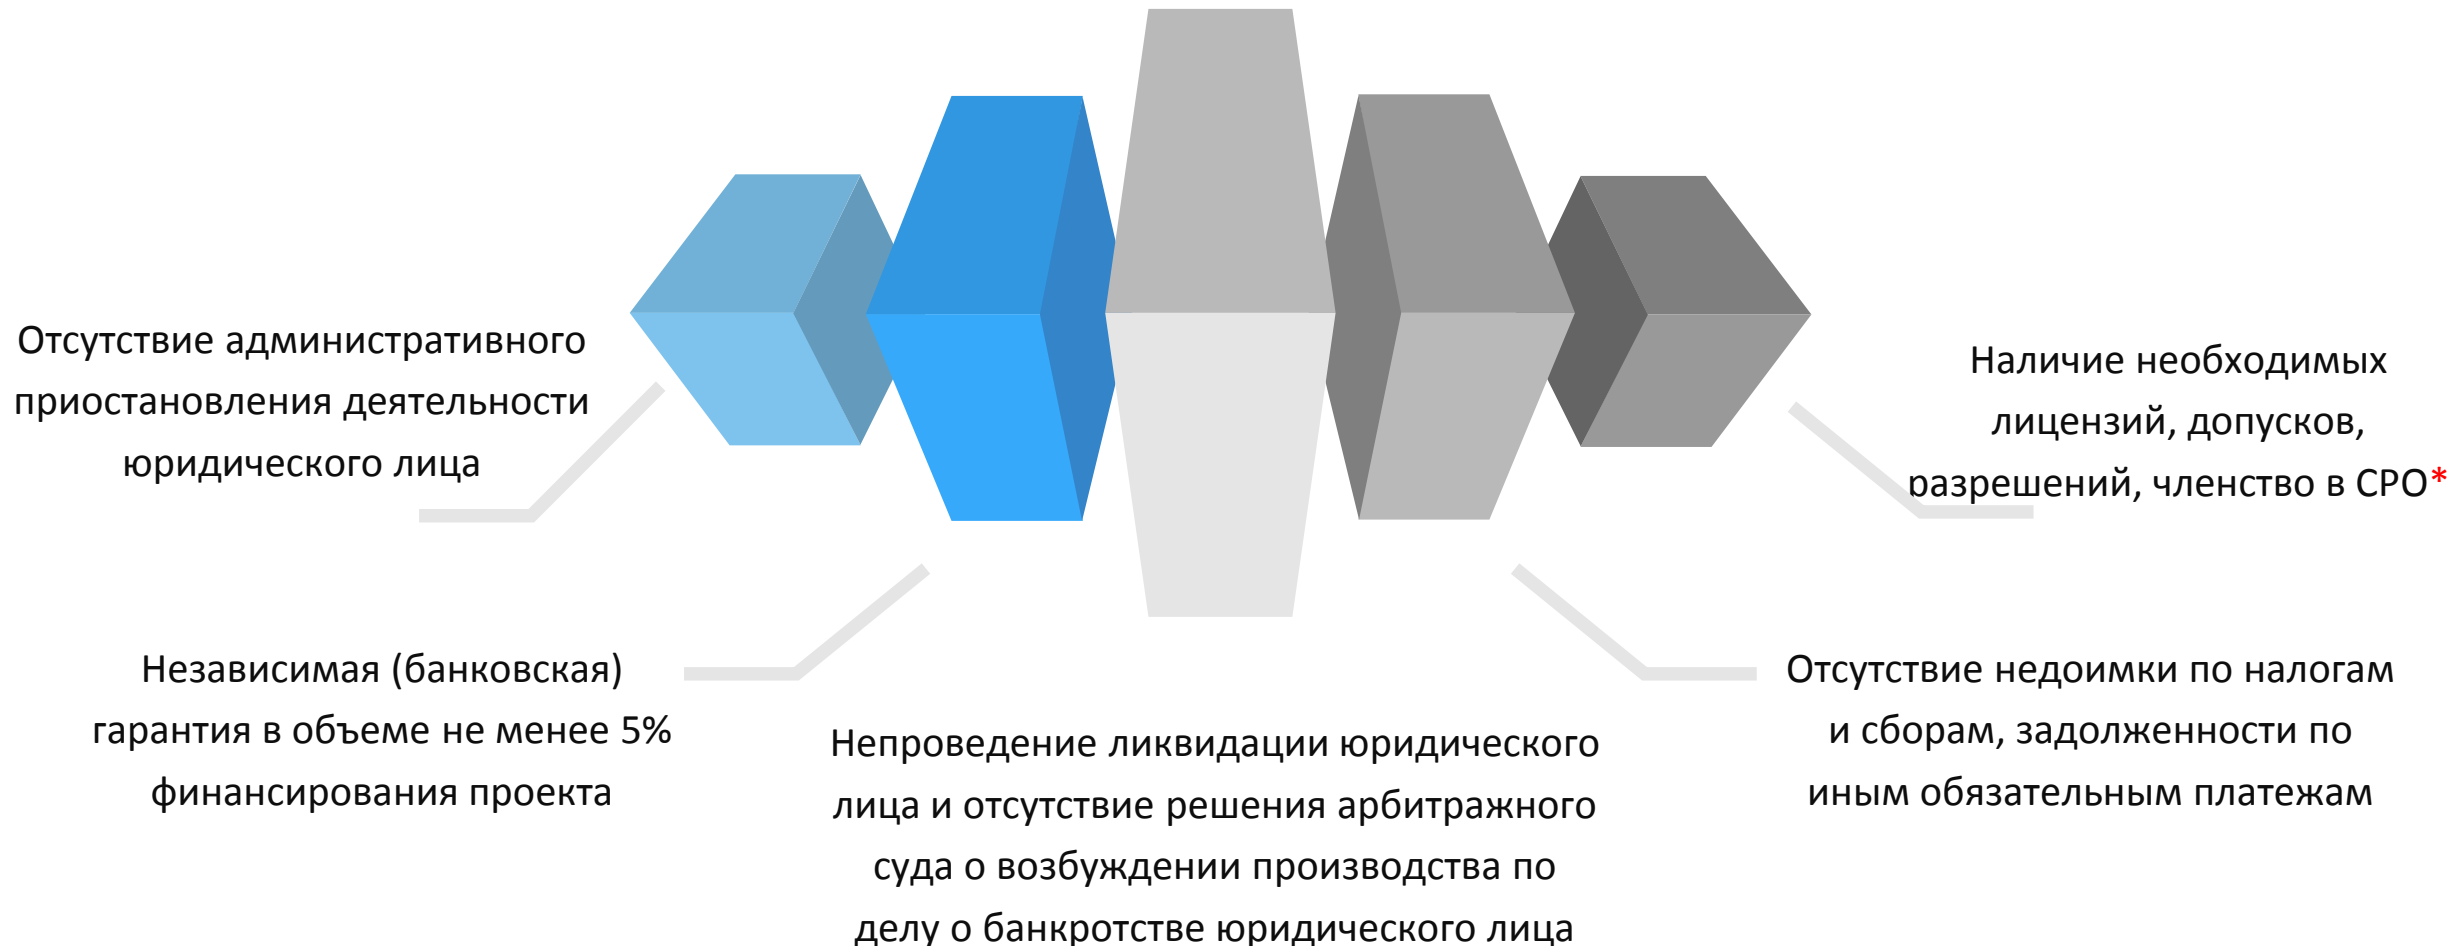 Отсутствие административного
приостановления деятельности
юридического лица
Независимая (банковская)
гарантия в объеме не менее 5%
финансирования проекта
Непроведение ликвидации юридического
лица и отсутствие решения арбитражного
суда о возбуждении производства по
делу о банкротстве юридического лица
Отсутствие недоимки по налогам
и сборам, задолженности по
иным обязательным платежам
Наличие необходимых
лицензий, допусков,
разрешений, членство в СРО*